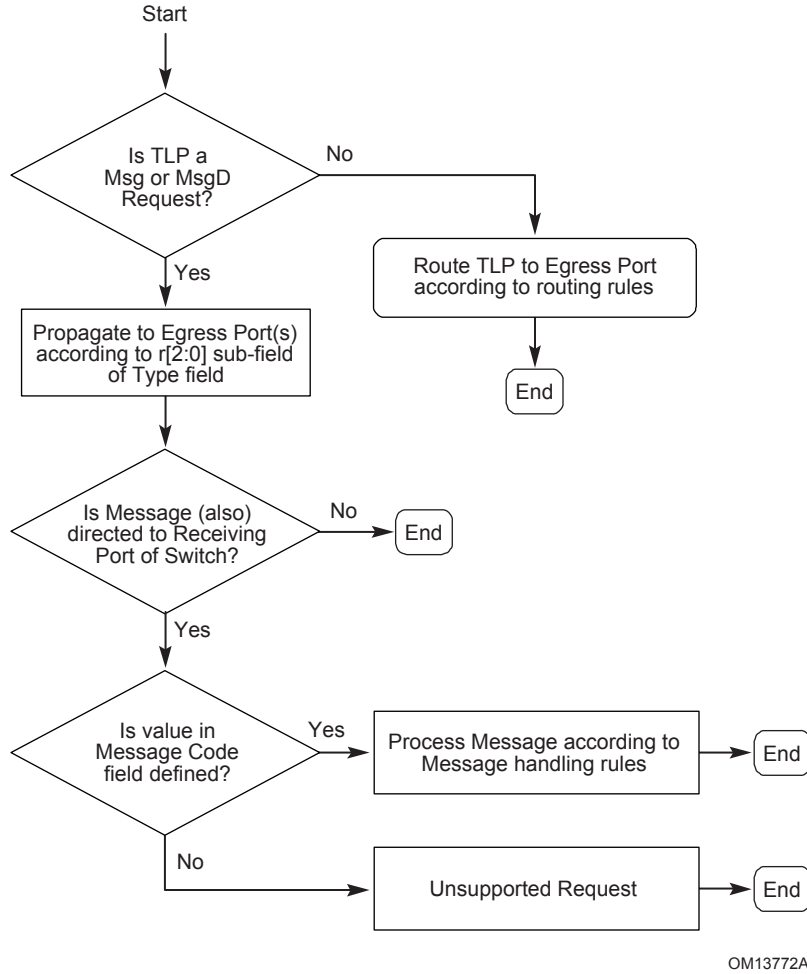 Start
Is TLP a
Msg or MsgD
Request?
No
Yes
Route TLP to Egress Port
according to routing rules
End
Propagate to Egress Port(s)
according to r[2:0] sub-field
of Type field
Is Message (also)
directed to Receiving
Port of Switch?
No
End
Yes
Is value in
Message Code
field defined?
Yes
Process Message according to
Message handling rules
End
No
Unsupported Request
End
OM13772A